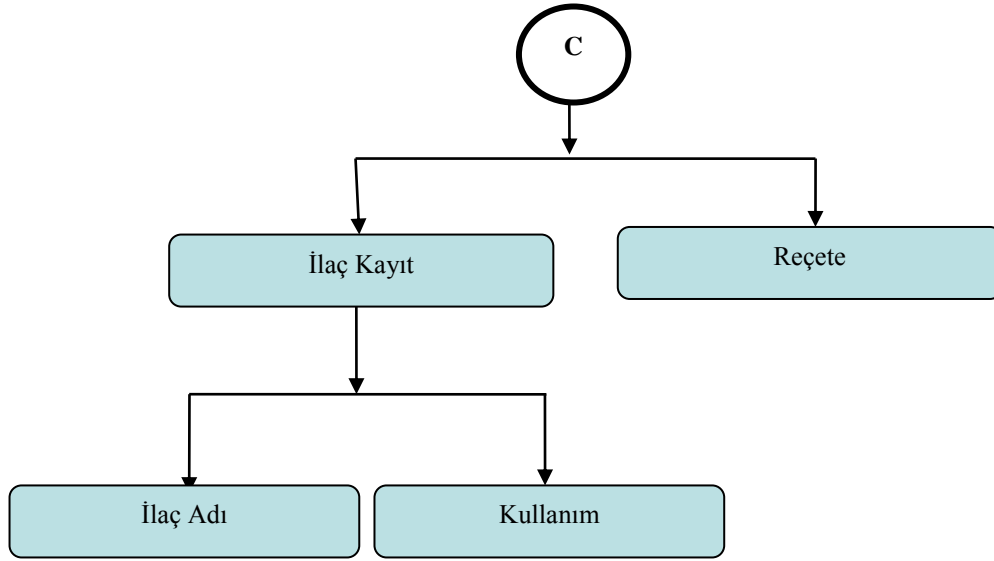 C
İlaç Kayıt
Reçete
İlaç Adı
Kullanım